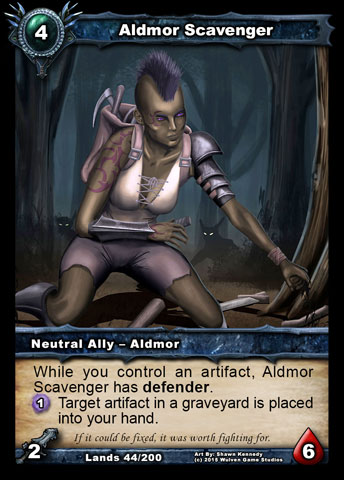 4
Aldmor Scavenger
Neutral Ally – Aldmor
While you control an artifact, Aldmor
Scavenger has defender.
1 Target artifact in a graveyard is placed
into your hand.
If it could be fixed, it was worth fighting for.
2
Lands 44/200
Art By: Shawn Kennedy
(c) 2015 Wulven Game Studios
6